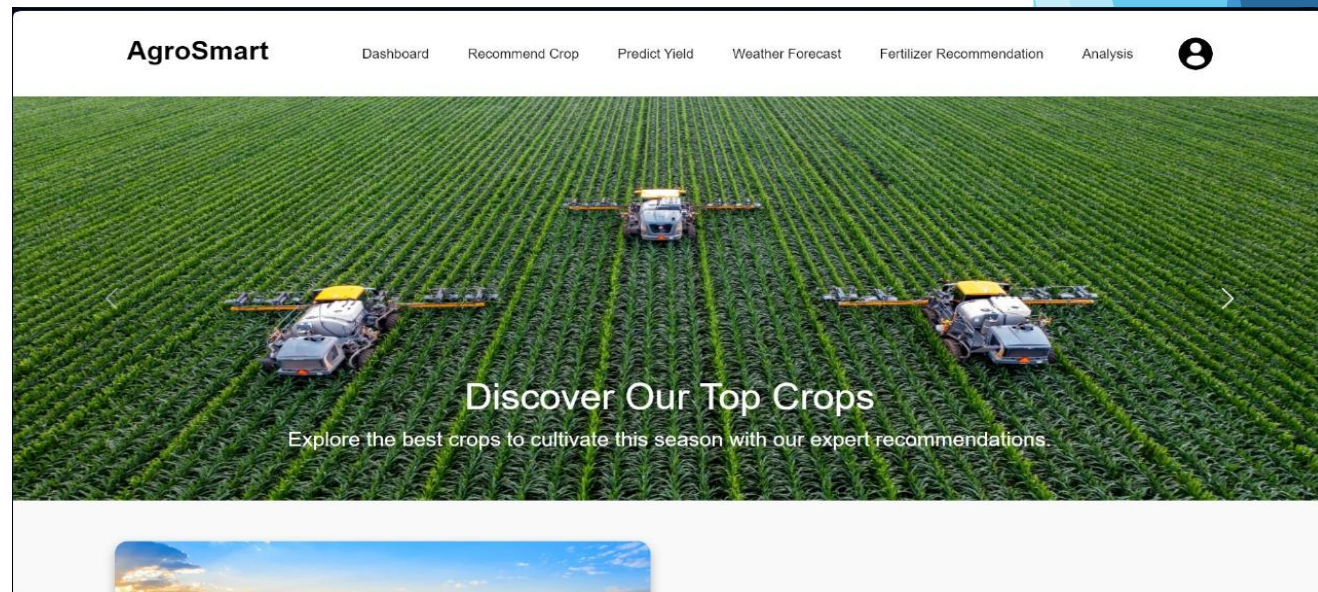 AgroSmart
Dashboard Recommend Crop Predict Yield Weather Forecast Fertilizer Recommendation Analysis
Discover Our Top Crops
Explore the best crops to cultivate this season with our expert recommendations.